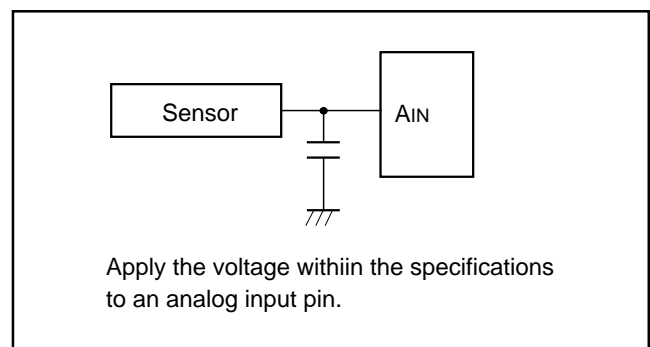 Sensor
AIN
Apply the voltage withiin the specifications
to an analog input pin.